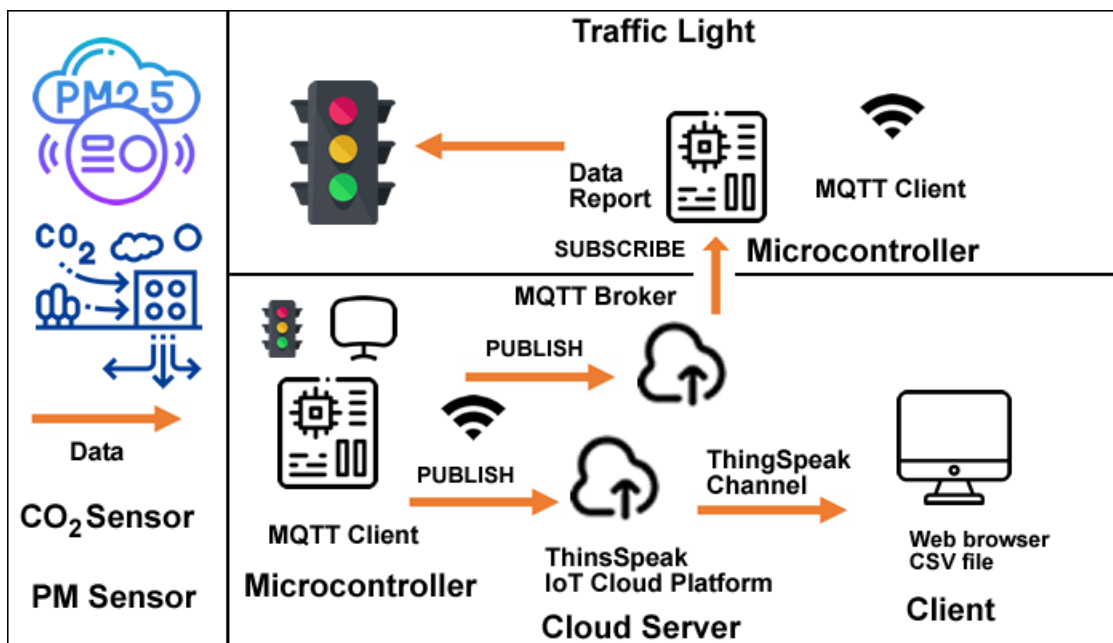 PM2.5
CO2
Data
CO2 Sensor
PM Sensor
Traffic Light
Data
Report
MQTT Client
SUBSCRIBE
Microcontroller
MQTT Broker
PUBLISH
PUBLISH
MQTT Client
Microcontroller
ThinsSpeak
IoT Cloud Platform
Cloud Server
ThingSpeak
Channel
Web browser
CSV file
Client